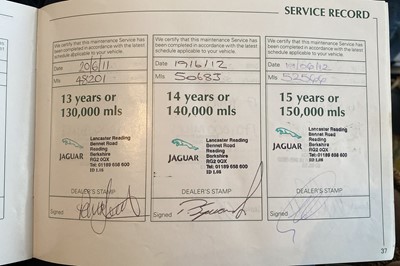 SERVICE RECORD
We certify that this maintenance Service has
been completed in accordance with the latest
schedule applicable to your vehicle.
Date 20/6/11
Mls 48201
13 years or
130,000 mls
JAGUAR
Lancaster Reading
Bennet Road
Reading
Berkshire
RG2 0QX
Tel: 01189 658 500
DEALER'S STAMP
Signed
We certify that this maintenance Service has
been completed in accordance with the latest
schedule applicable to your vehicle.
Date 19/6/12
Mls 50683
14 years or
140,000 mls
JAGUAR
Lancaster Reading
Bennet Road
Reading
Berkshire
RG2 0QX
Tel: 01189 658 500
DEALER'S STAMP
Signed
We certify that this maintenance Service has
been completed in accordance with the latest
schedule applicable to your vehicle.
Date
Mls
15 years or
150,000 mls
JAGUAR
Lancaster Reading
Bennet Road
Reading
Berkshire
RG2 0QX
Tel: 01189 658 500
DEALER'S STAMP
Signed
37